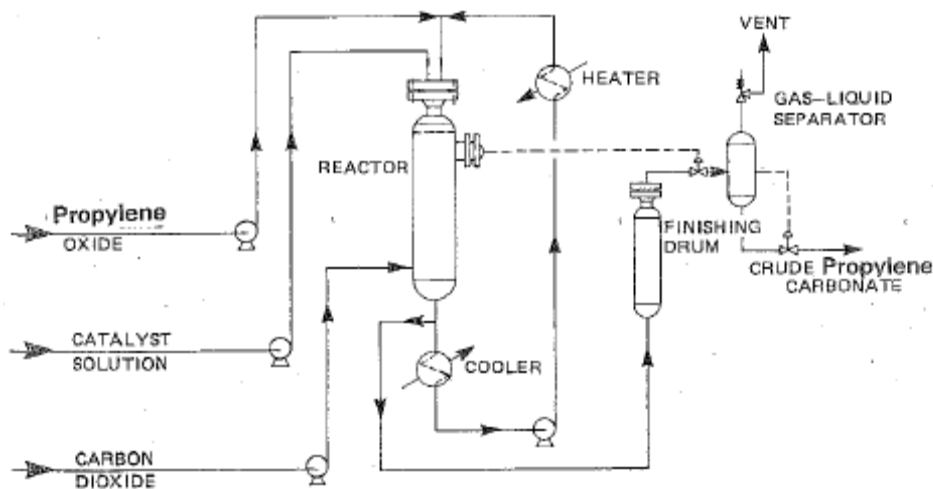 VENT
HEATER
GAS–LIQUID
SEPARATOR
REACTOR
Propylene
OXIDE
FINISHING
DRUM
CRUDE Propylene
CARBONATE
CATALYST
SOLUTION
COOLER
CARBON
DIOXIDE